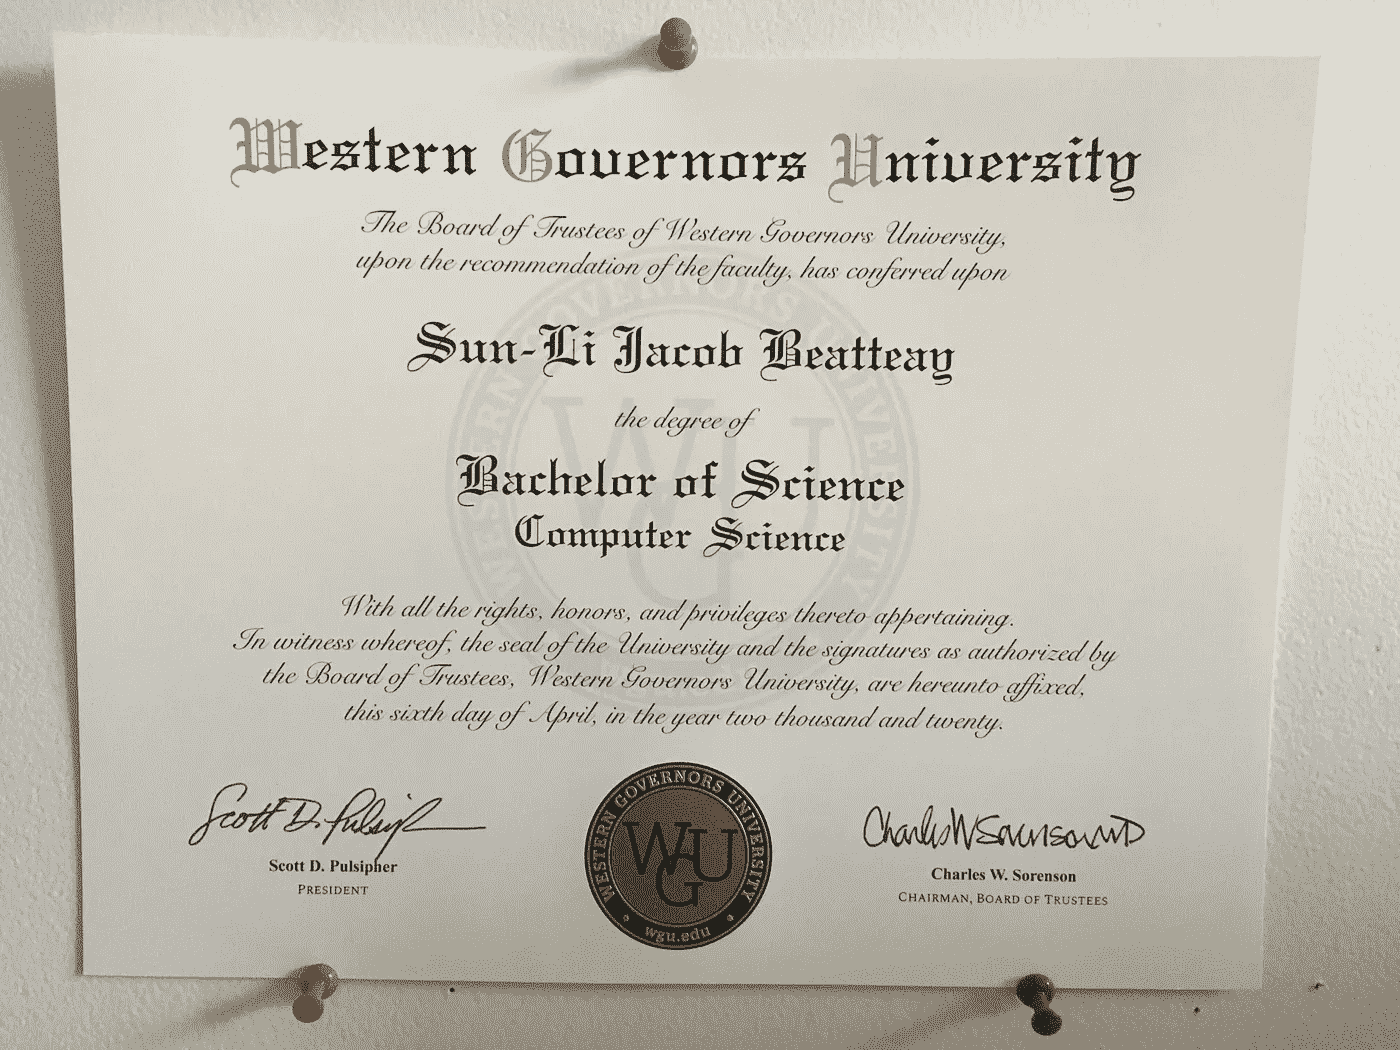 Western Governors University
The Board of Trustees of Western Governors University,
upon the recommendation of the faculty, has conferred upon
Sun-Li Jacob Beatteay
the degree of
Bachelor of Science
Computer Science
With all the rights, honors, and privileges thereto appertaining.
In witness whereof, the seal of the University and the signatures as authorized by
the Board of Trustees, Western Governors University, are hereunto affixed,
this sixth day of April, in the year two thousand and twenty.
Scott D. Pulsipher
Scott D. Pulsipher
PRESIDENT
WESTERN GOVERNORS UNIVERSITY
WGU
wgu.edu
Charles W Sorenson MD
Charles W. Sorenson
CHAIRMAN, BOARD OF TRUSTEES